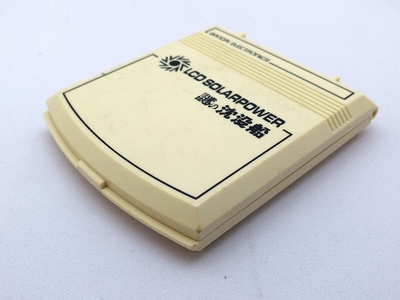 BANDAI ELECTRONICS
LCD SOLARPOWER
謎の沈没船